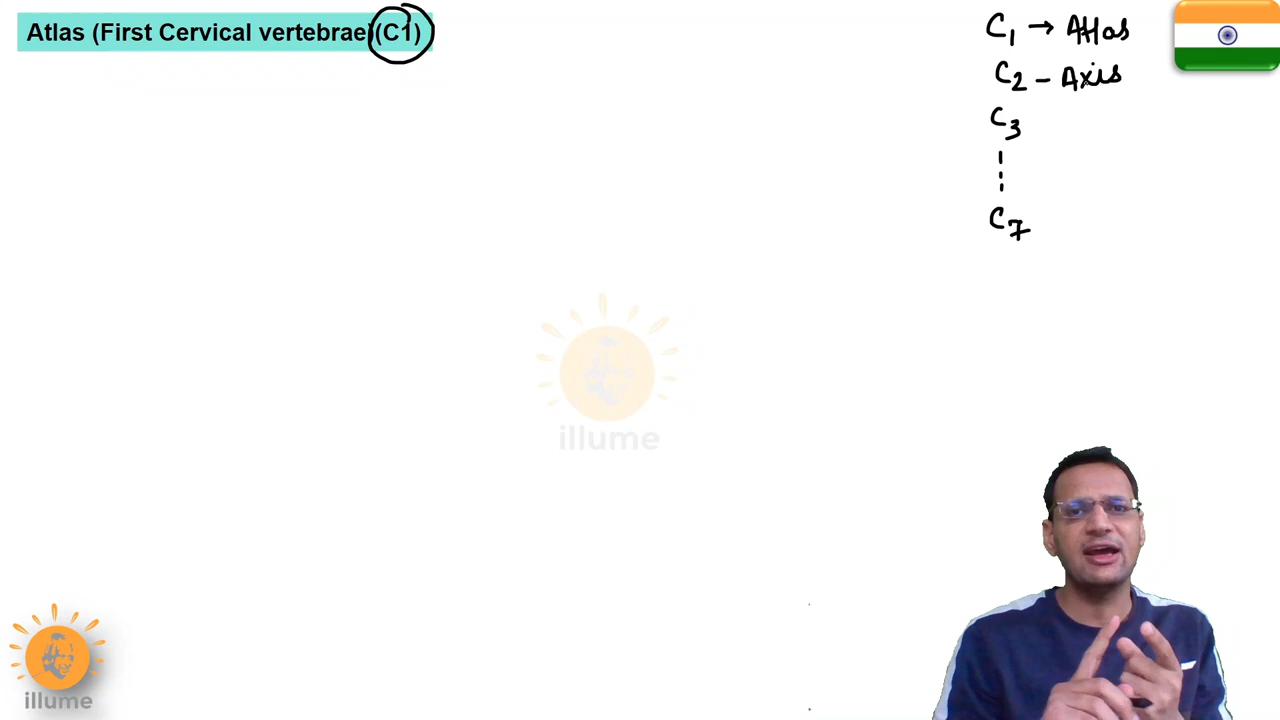 Atlas (First Cervical vertebrae)(C1)
C1 → Atlas
C2 - Axis
C3
C7
illume
illume